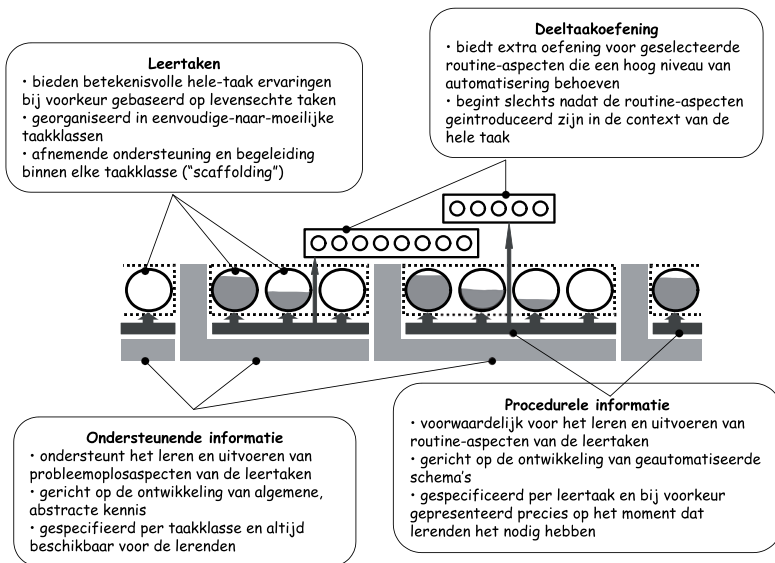 Leertaken
• bieden betekenisvolle hele-taak ervaringen
bij voorkeur gebaseerd op levensechte taken
• georganiseerd in eenvoudige-naar-moeilijke
taakklassen
• afnemende ondersteuning en begeleiding
binnen elke taakklasse (“scaffolding”)
Deeltaakoefening
• biedt extra oefening voor geselecteerde
routine-aspecten die een hoog niveau van
automatisering behoeven
• begint slechts nadat de routine-aspecten
geintroduceerd zijn in de context van de
hele taak
Ondersteunende informatie
• ondersteunt het leren en uitvoeren van
probleemoplosaspecten van de leertaken
• gericht op de ontwikkeling van algemene,
abstracte kennis
• gespecifieerd per taakklasse en altijd
beschikbaar voor de lerenden
Procedurele informatie
• voorwaardelijk voor het leren en uitvoeren van
routine-aspecten van de leertaken
• gericht op de ontwikkeling van geautomatiseerde
schema’s
• gespecificeerd per leertaak en bij voorkeur
gepresenteerd precies op het moment dat
lerenden het nodig hebben